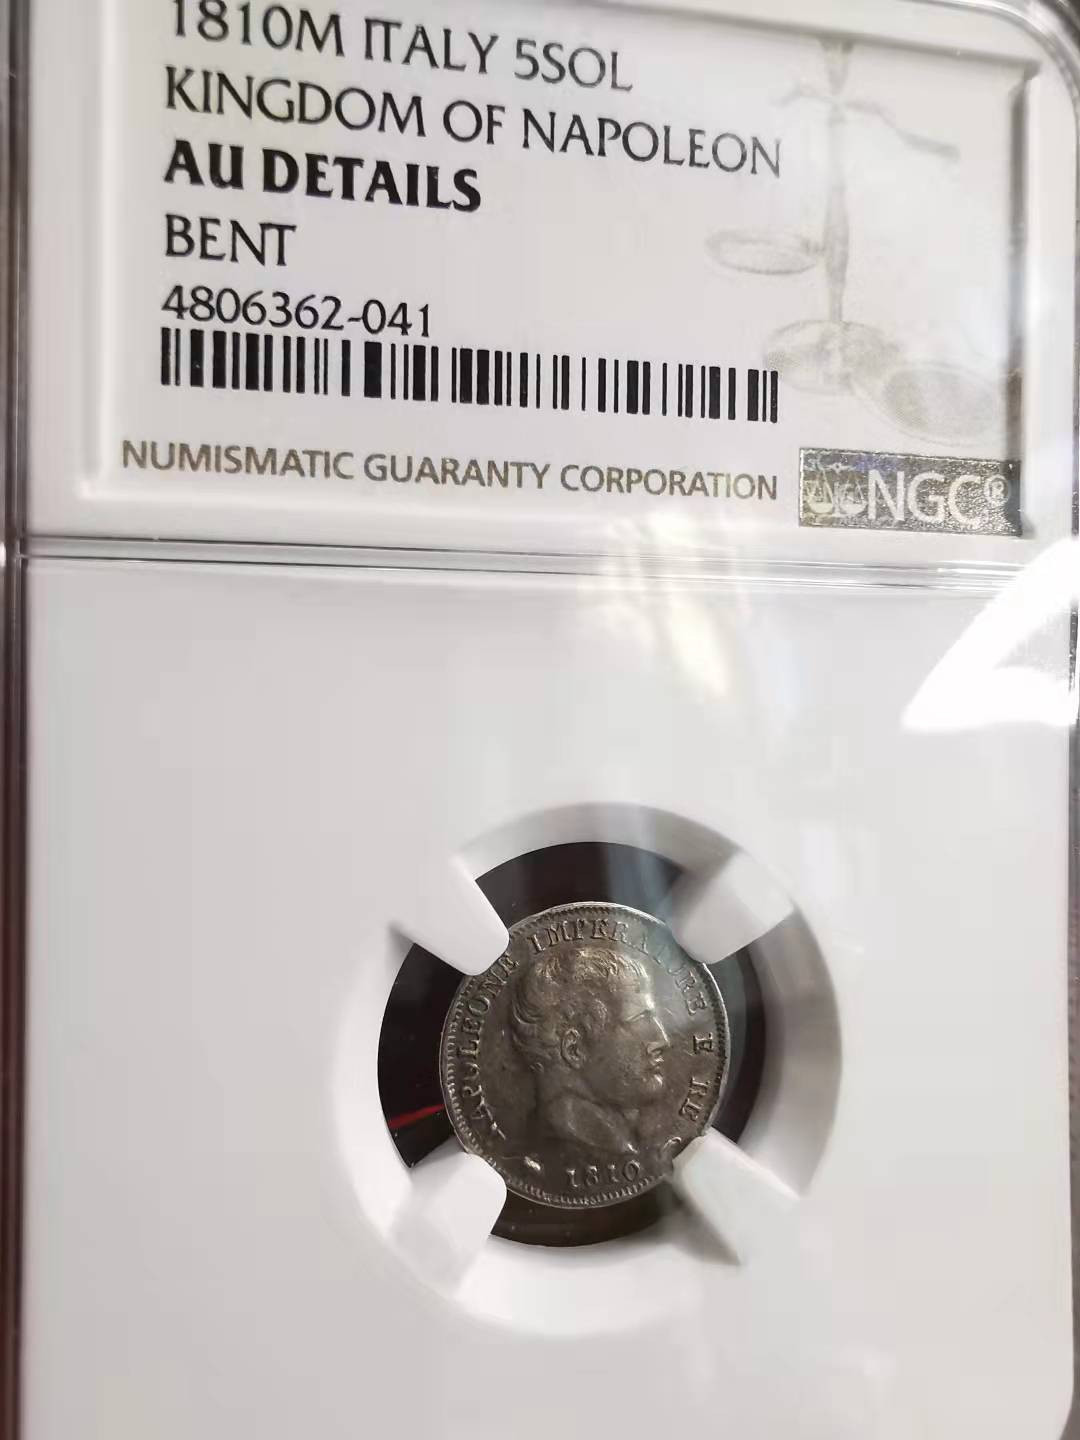 1810M ITALY 5SOL
KINGDOM OF NAPOLEON
AU DETAILS
BENT
4806362-041
NUMISMATIC GUARANTY CORPORATION
NGC®
NAPOLEONE IMPERATORE E RE
1810